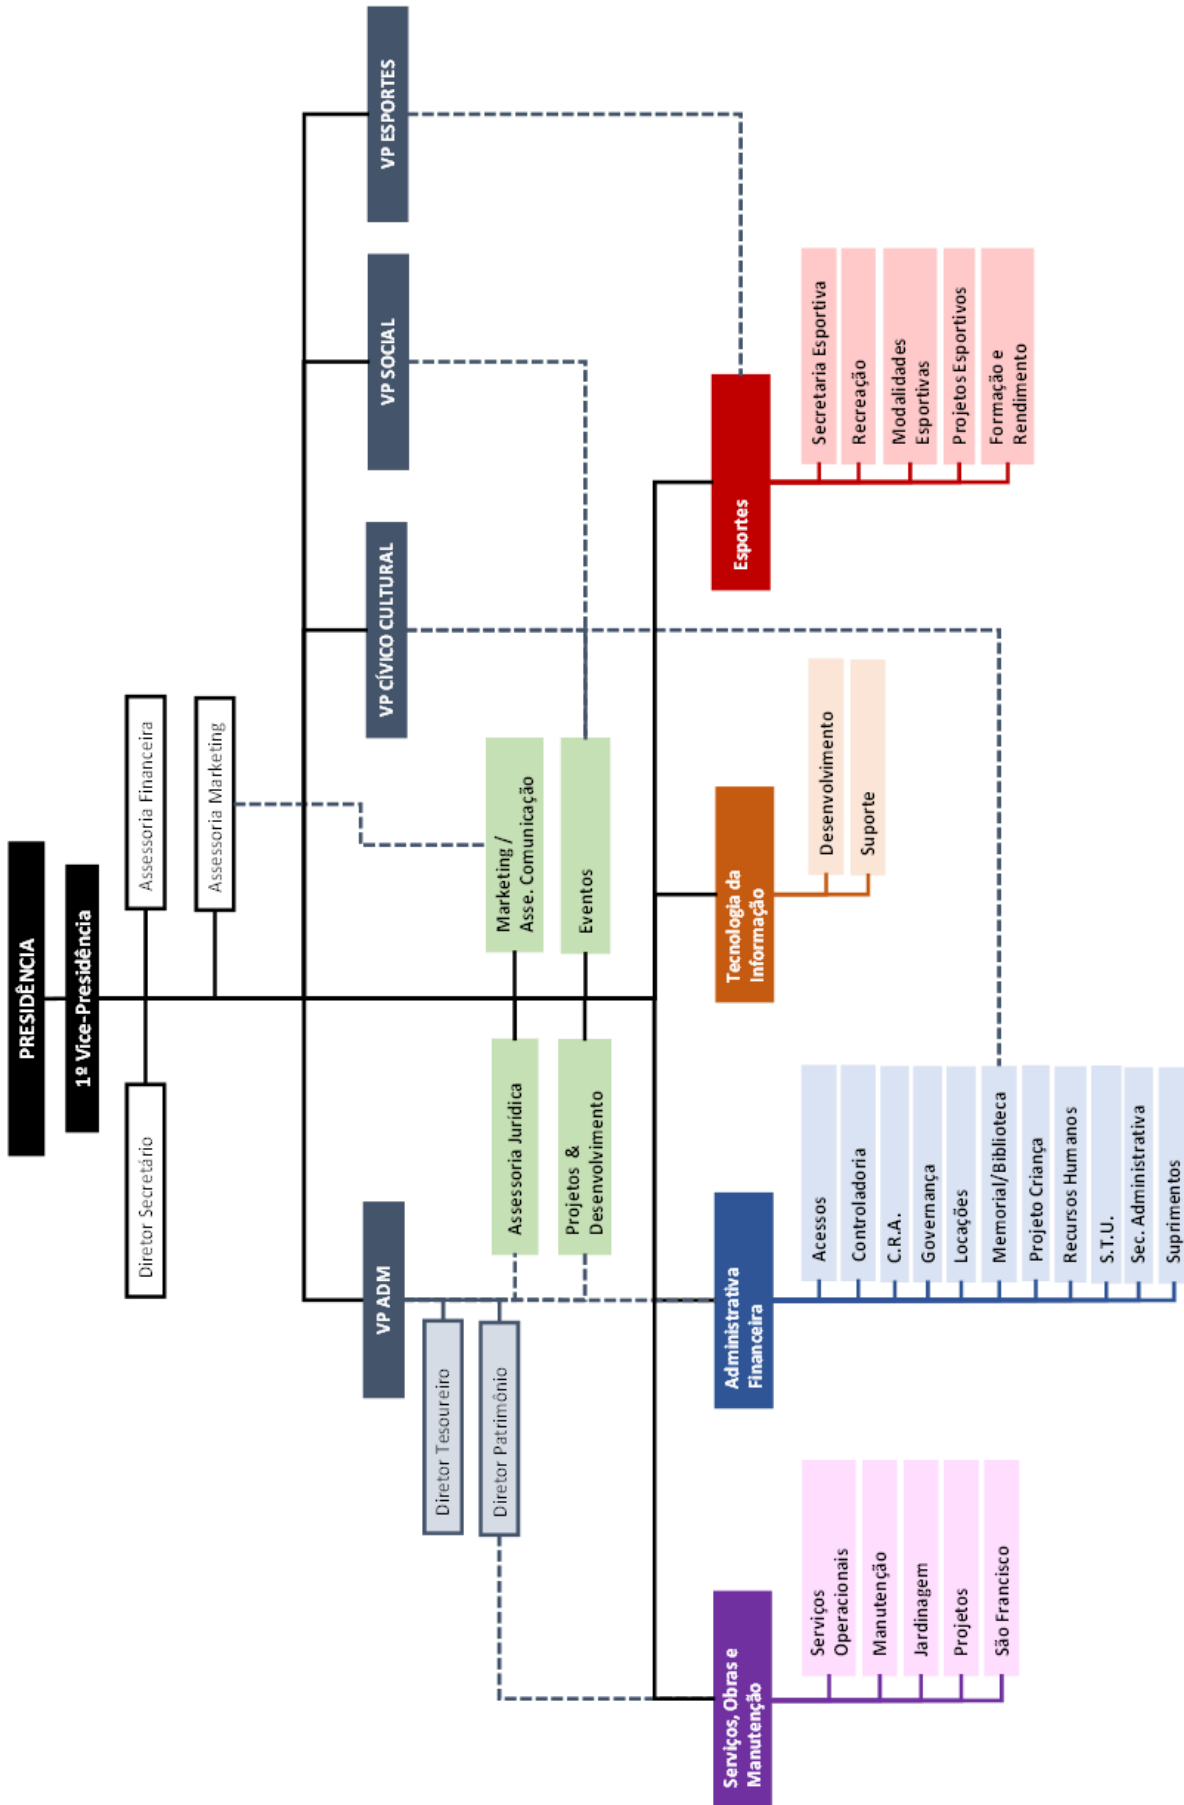 PRESIDÊNCIA
1º Vice-Presidência
Diretor Secretário
Assessoria Financeira
Assessoria Marketing
VP ADM
VP CÍVICO CULTURAL
VP SOCIAL
VP ESPORTES
Diretor Tesoureiro
Diretor Patrimônio
Assessoria Jurídica
Marketing /
Asse. Comunicação
Projetos &
Desenvolvimento
Eventos
Serviços, Obras e
Manutenção
Serviços
Operacionais
Manutenção
Jardinagem
Projetos
São Francisco
Administrativa
Financeira
Acessos
Controladoria
C.R.A.
Governança
Locações
Memorial/Biblioteca
Projeto Criança
Recursos Humanos
S.T.U.
Sec. Administrativa
Suprimentos
Tecnologia da
Informação
Desenvolvimento
Suporte
Esportes
Secretaria Esportiva
Recreação
Modalidades
Esportivas
Projetos Esportivos
Formação e
Rendimento